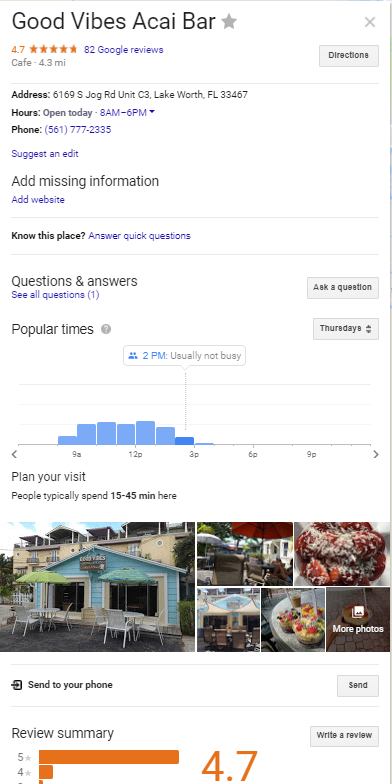 Good Vibes Acai Bar
4.7 82 Google reviews
Cafe · 4.3 mi
Directions
Address: 6169 S Jog Rd Unit C3, Lake Worth, FL 33467
Hours: Open today · 8AM–6PM
Phone: (561) 777-2335
Suggest an edit
Add missing information
Add website
Know this place? Answer quick questions
Questions & answers
See all questions (1)
Ask a question
Popular times ?
Thursdays
2 PM: Usually not busy
9a 12p 3p 6p 9p
Plan your visit
People typically spend 15-45 min here
GOOD VIBES
More photos
Send to your phone
Send
Review summary
Write a review
5
4
4.7